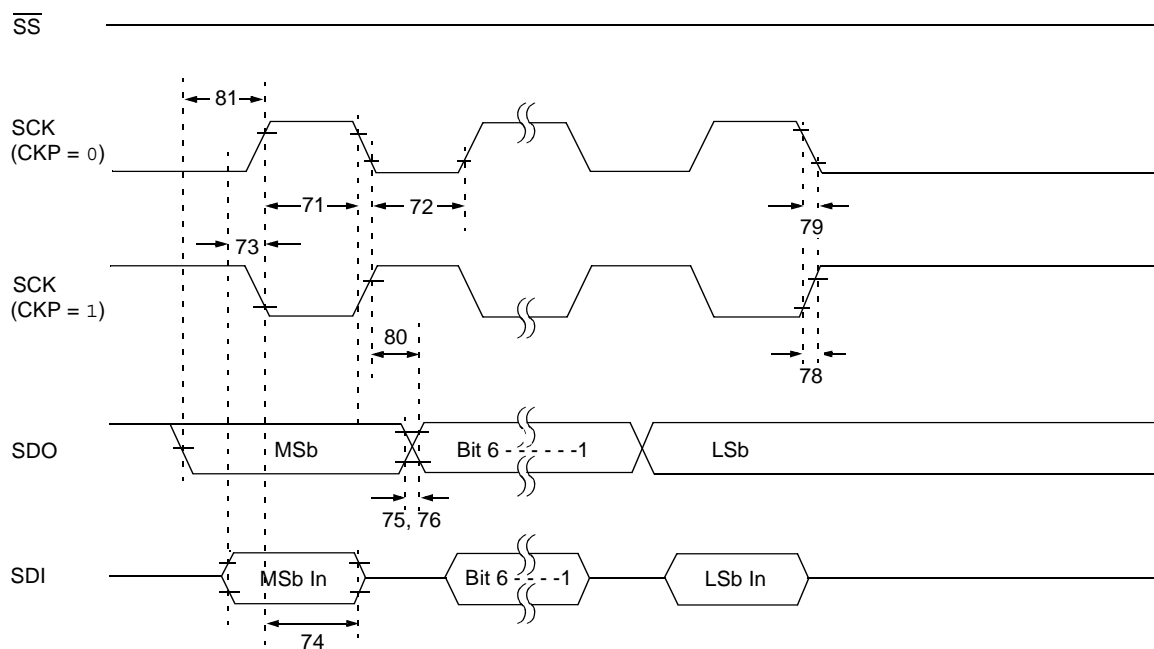 SS
81
SCK
(CKP = 0)
71
72
79
73
SCK
(CKP = 1)
80
78
SDO
MSb
Bit 6 - - - - - -1
LSb
75, 76
SDI
MSb In
Bit 6 - - - -1
LSb In
74